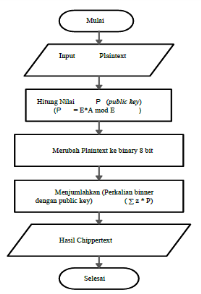 Mulai
Input Plaintext
Hitung Nilai P (public key)
(P = E*A mod E )
Merubah Plaintext ke binary 8 bit
Menjumlahkan (Perkalian binner
dengan public key) ( ∑ z * P)
Hasil Chippertext
Selesai